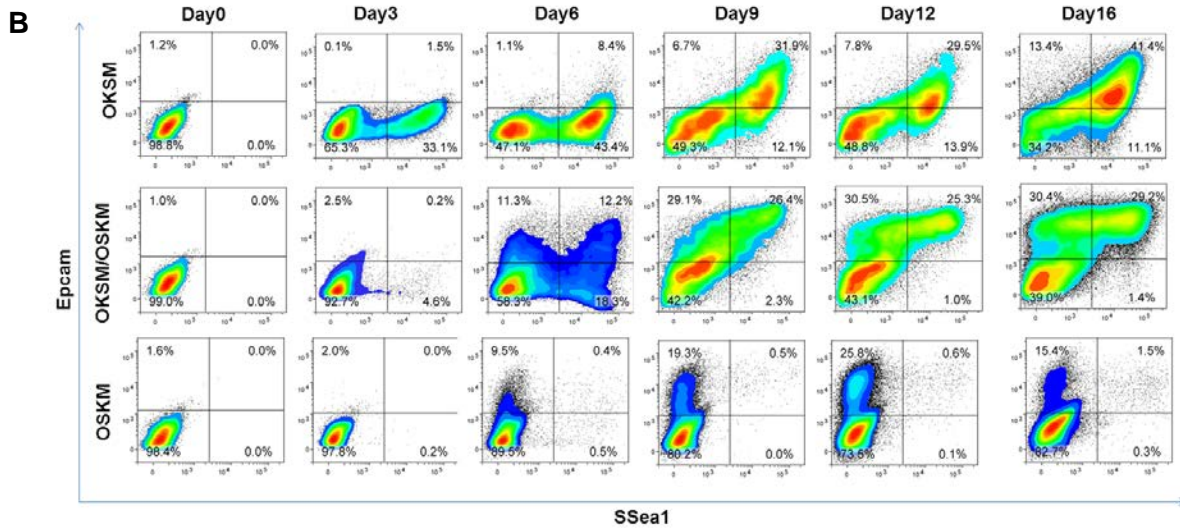 B
Day0 Day3 Day6 Day9 Day12 Day16
OKSM
1.2% 0.0% 0.1% 1.5% 1.1% 8.4% 6.7% 31.9% 7.8% 29.5% 13.4% 41.4%
98.8% 0.0% 65.3% 33.1% 47.1% 43.4% 49.3% 12.1% 48.8% 13.9% 34.2% 11.1%
OKSM/OSKM
1.0% 0.0% 2.5% 0.2% 11.3% 12.2% 29.1% 26.4% 30.5% 25.3% 30.4% 29.2%
99.0% 0.0% 92.7% 4.6% 58.3% 18.3% 42.2% 2.3% 43.1% 1.0% 39.0% 1.4%
OSKM
1.6% 0.0% 2.0% 0.0% 9.5% 0.4% 19.3% 0.5% 25.8% 0.6% 15.4% 1.5%
98.4% 0.0% 97.8% 0.2% 89.5% 0.5% 80.2% 0.0% 73.6% 0.1% 82.7% 0.3%
Epcam
SSea1